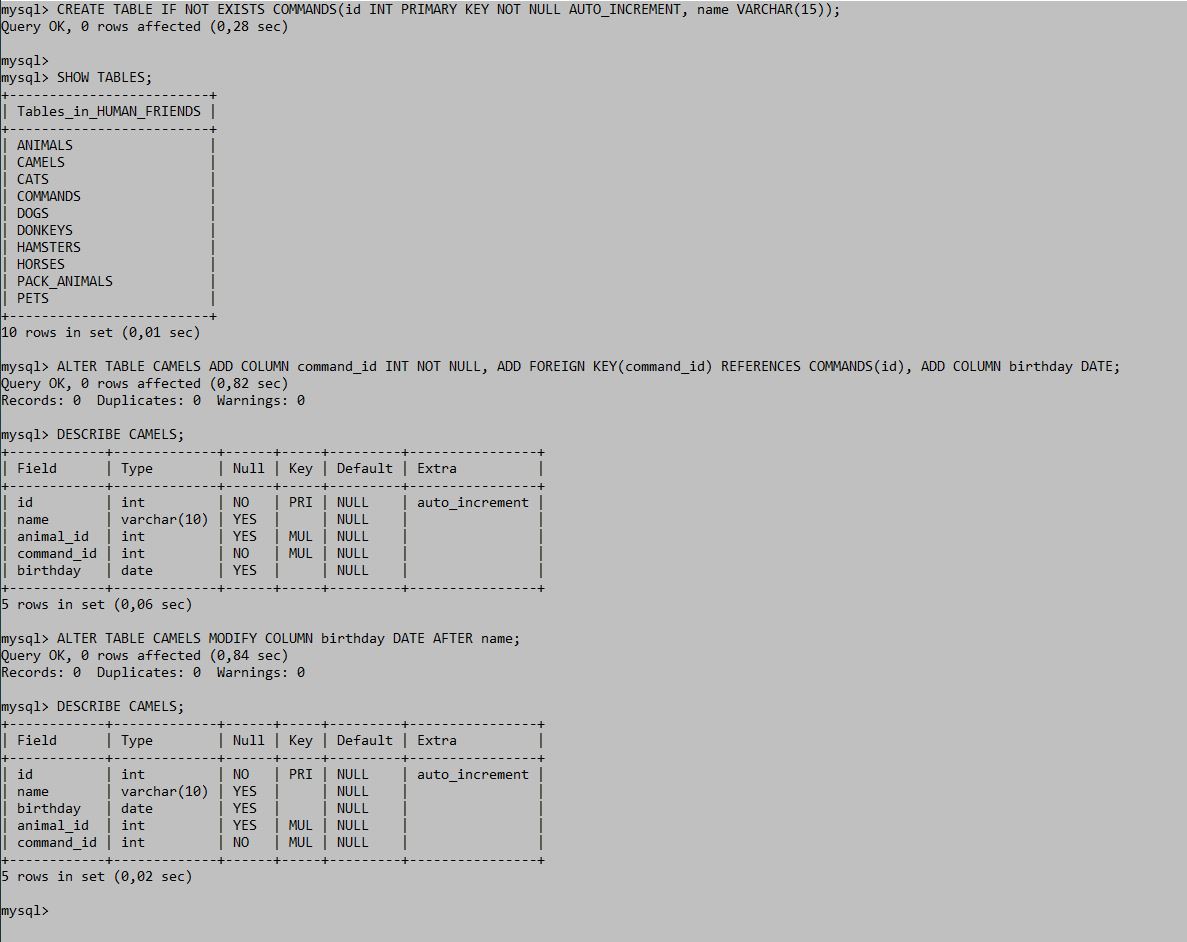 mysql> CREATE TABLE IF NOT EXISTS COMMANDS(id INT PRIMARY KEY NOT NULL AUTO_INCREMENT, name VARCHAR(15));
Query OK, 0 rows affected (0,28 sec)

mysql>
mysql> SHOW TABLES;
+-------------------------+
| Tables_in_HUMAN_FRIENDS |
+-------------------------+
| ANIMALS                 |
| CAMELS                  |
| CATS                    |
| COMMANDS                |
| DOGS                    |
| DONKEYS                 |
| HAMSTERS                |
| HORSES                  |
| PACK_ANIMALS            |
| PETS                    |
+-------------------------+
10 rows in set (0,01 sec)

mysql> ALTER TABLE CAMELS ADD COLUMN command_id INT NOT NULL, ADD FOREIGN KEY(command_id) REFERENCES COMMANDS(id), ADD COLUMN birthday DATE;
Query OK, 0 rows affected (0,82 sec)
Records: 0  Duplicates: 0  Warnings: 0

mysql> DESCRIBE CAMELS;
+------------+-------------+------+-----+---------+----------------+
| Field      | Type        | Null | Key | Default | Extra          |
+------------+-------------+------+-----+---------+----------------+
| id         | int         | NO   | PRI | NULL    | auto_increment |
| name       | varchar(10) | YES  |     | NULL    |                |
| animal_id  | int         | YES  | MUL | NULL    |                |
| command_id | int         | NO   | MUL | NULL    |                |
| birthday   | date        | YES  |     | NULL    |                |
+------------+-------------+------+-----+---------+----------------+
5 rows in set (0,06 sec)

mysql> ALTER TABLE CAMELS MODIFY COLUMN birthday DATE AFTER name;
Query OK, 0 rows affected (0,84 sec)
Records: 0  Duplicates: 0  Warnings: 0

mysql> DESCRIBE CAMELS;
+------------+-------------+------+-----+---------+----------------+
| Field      | Type        | Null | Key | Default | Extra          |
+------------+-------------+------+-----+---------+----------------+
| id         | int         | NO   | PRI | NULL    | auto_increment |
| name       | varchar(10) | YES  |     | NULL    |                |
| birthday   | date        | YES  |     | NULL    |                |
| animal_id  | int         | YES  | MUL | NULL    |                |
| command_id | int         | NO   | MUL | NULL    |                |
+------------+-------------+------+-----+---------+----------------+
5 rows in set (0,02 sec)

mysql>